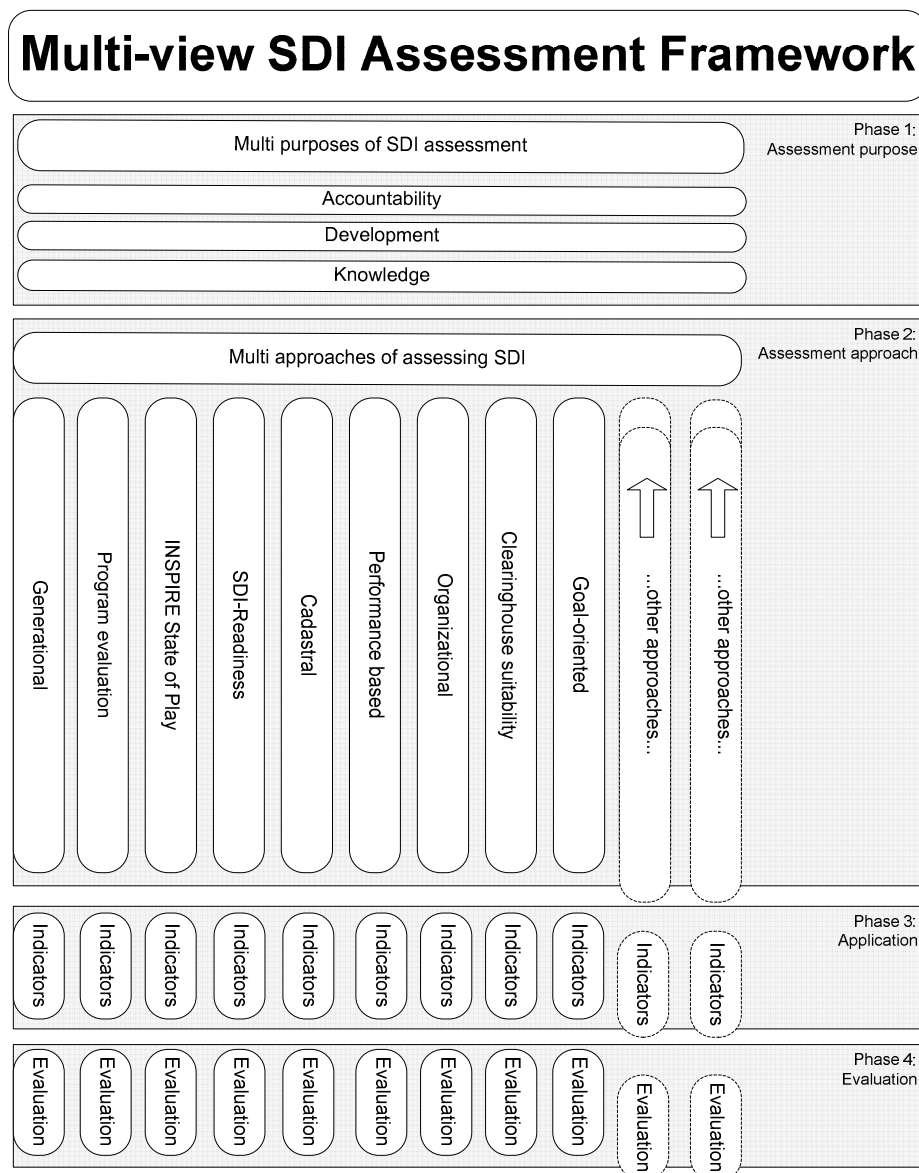 Multi-view SDI Assessment Framework
Phase 1:
Assessment purpose
Multi purposes of SDI assessment
Accountability
Development
Knowledge
Phase 2:
Assessment approach
Multi approaches of assessing SDI
Generational
Program evaluation
INSPIRE State of Play
SDI-Readiness
Cadastral
Performance based
Organizational
Clearinghouse suitability
Goal-oriented
...other approaches...
...other approaches...
Phase 3:
Application
Indicators
Indicators
Indicators
Indicators
Indicators
Indicators
Indicators
Indicators
Indicators
Indicators
Indicators
Phase 4:
Evaluation
Evaluation
Evaluation
Evaluation
Evaluation
Evaluation
Evaluation
Evaluation
Evaluation
Evaluation
Evaluation
Evaluation